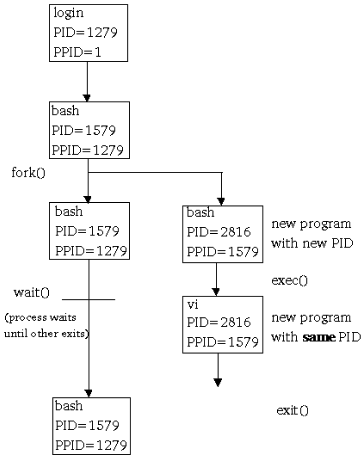 login
PID=1279
PPID=1
bash
PID=1579
PPID=1279
fork()
bash
PID=1579
PPID=1279
bash
PID=2816
PPID=1579
new program
with new PID
exec()
wait()
(process waits
until other exits)
vi
PID=2816
PPID=1579
new program
with same PID
exit()
bash
PID=1579
PPID=1279